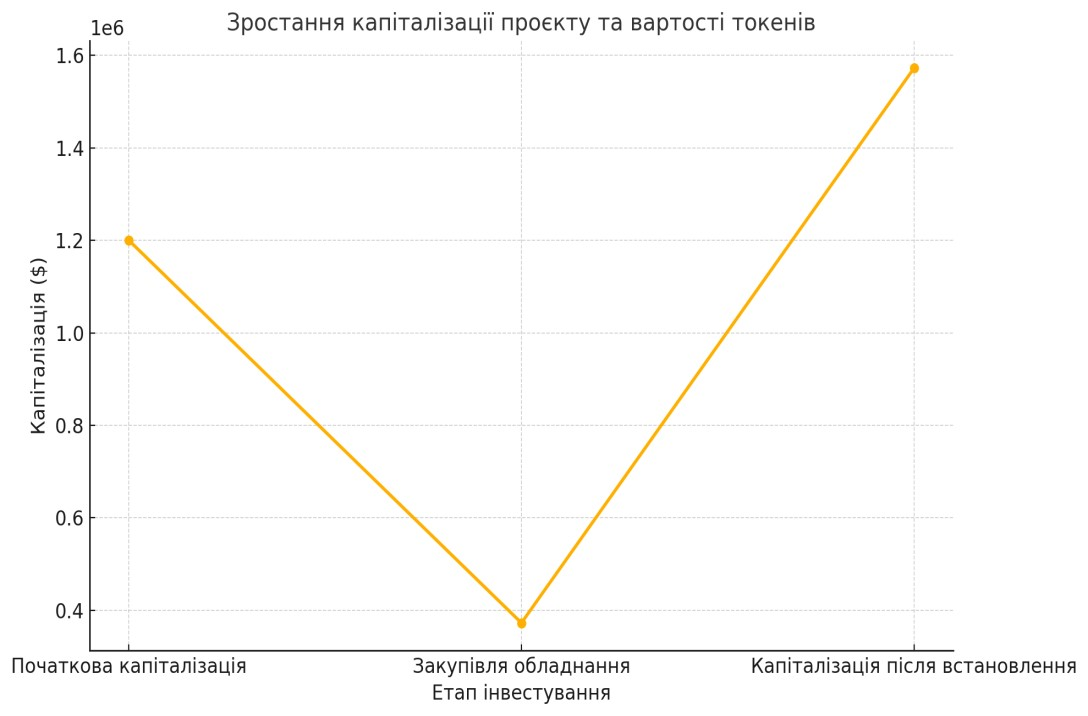 Зростання капіталізації проєкту та вартості токенів
1e6
1.6
1.4
1.2
1.0
0.8
0.6
0.4
Капіталізація ($)
Початкова капіталізація
Закупівля обладнання
Капіталізація після встановлення
Етап інвестування